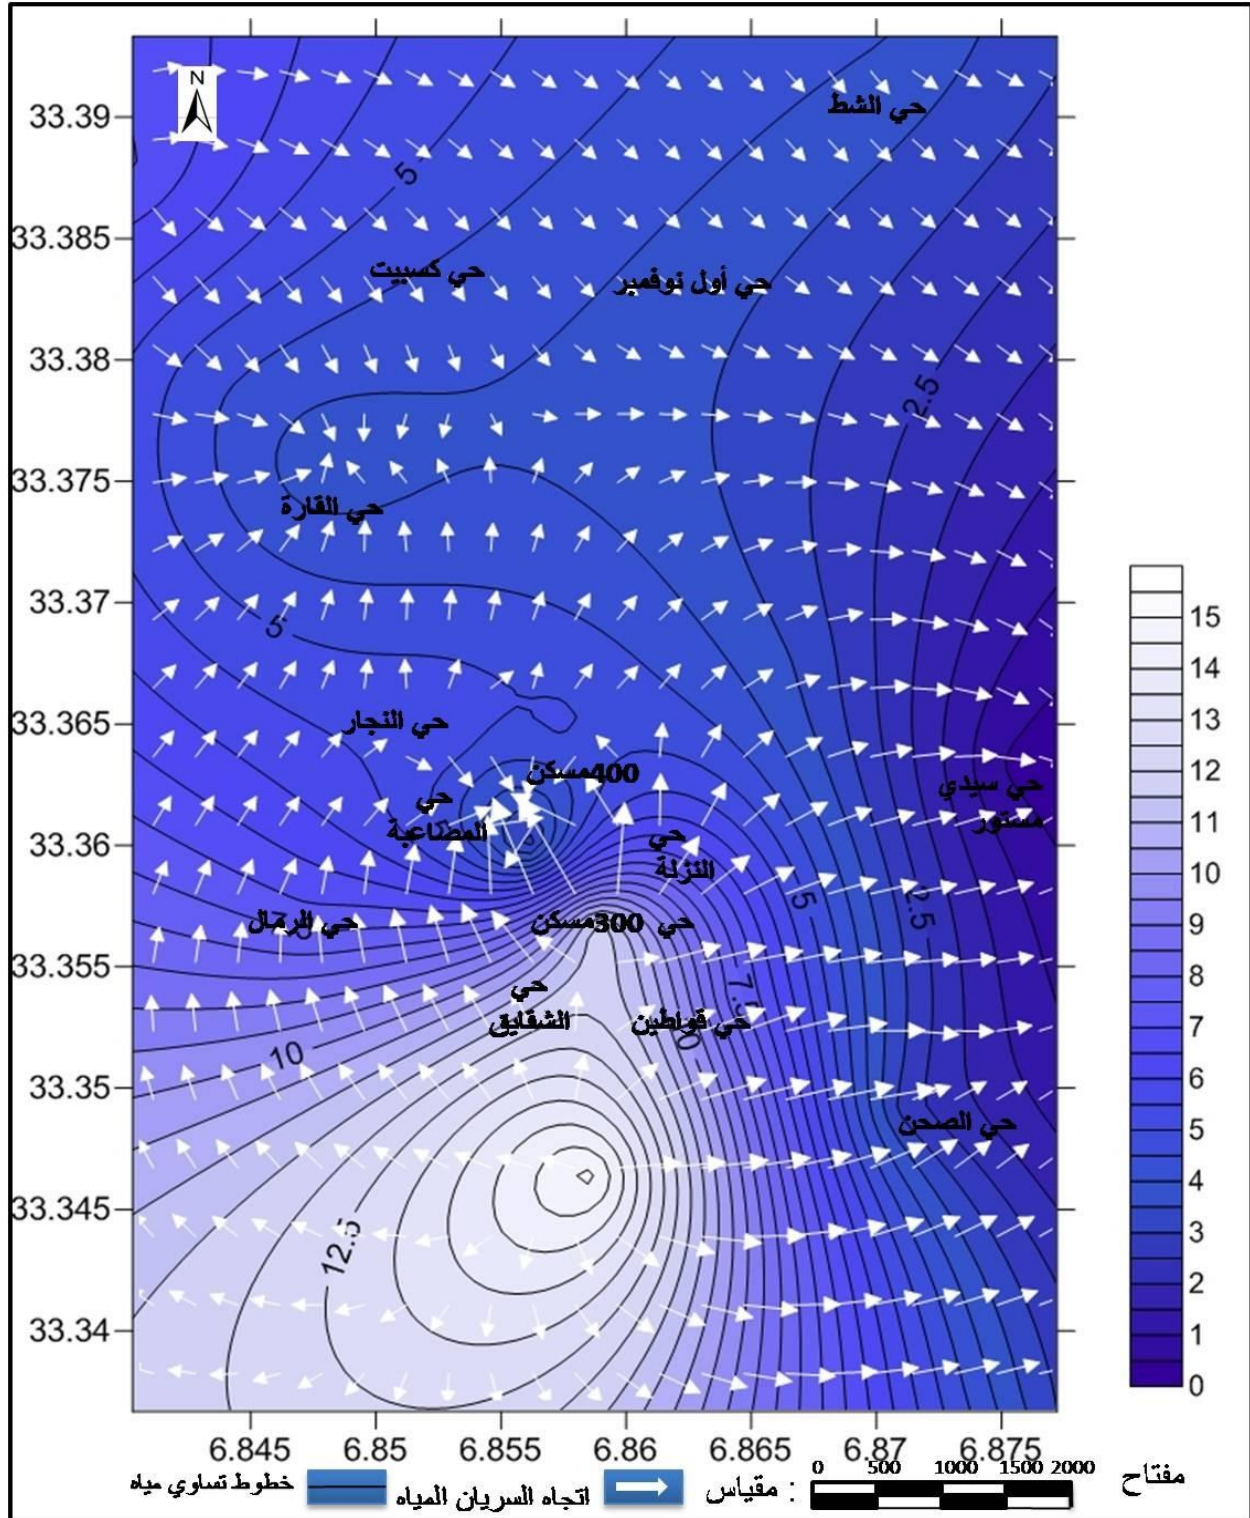 N
33.39
حي الشط
5
33.385
حي كسبيت
حي أول نوفمبر
33.38
2.5
33.375
حي القارة
33.37
5
33.365
حي النجار
400مسكن
حي سيدي
مستور
حي
المصاعبة
33.36
حي
النزلة
5
2.5
حي الرمال
حي 300مسكن
33.355
حي
الشقايق
7.5
حي قواطين
10
33.35
حي الصحن
33.345
12.5
33.34
15
14
13
12
11
10
9
8
7
6
5
4
3
2
1
0
6.845 6.85 6.855 6.86 6.865 6.87 6.875
مفتاح
0 500 1000 1500 2000
مقياس :
اتجاه السريان المياه
خطوط تساوي مياه